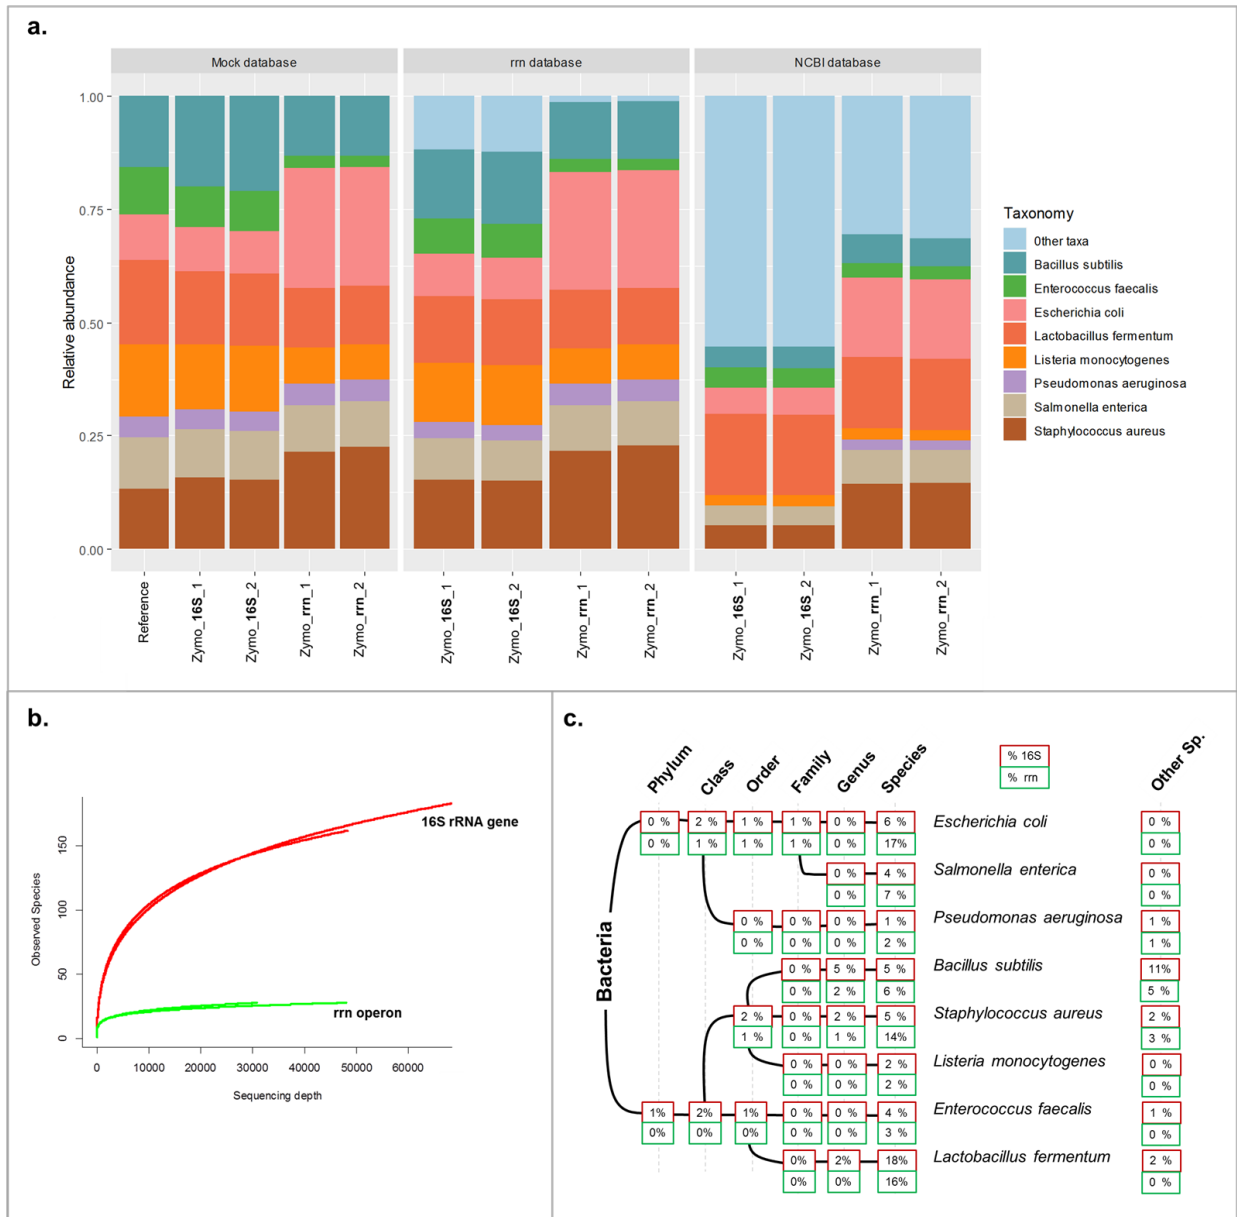 a.
Mock database
rrn database
NCBI database
Relative abundance
1.00
0.75
0.50
0.25
0.00
Reference
Zymo_16S_1
Zymo_16S_2
Zymo_rrn_1
Zymo_rrn_2
Zymo_16S_1
Zymo_16S_2
Zymo_rrn_1
Zymo_rrn_2
Zymo_16S_1
Zymo_16S_2
Zymo_rrn_1
Zymo_rrn_2
Taxonomy
Other taxa
Bacillus subtilis
Enterococcus faecalis
Escherichia coli
Lactobacillus fermentum
Listeria monocytogenes
Pseudomonas aeruginosa
Salmonella enterica
Staphylococcus aureus
b.
Observed Species
150
100
50
0
16S rRNA gene
rrn operon
0 10000 20000 30000 40000 50000 60000
Sequencing depth
c.
Phylum Class Order Family Genus Species Other Sp.
% 16S
% rrn
Bacteria
0 % 2 % 1 % 1 % 0 % 6 % Escherichia coli 0 %
0 % 1 % 1 % 1 % 0 % 17% 0 %
0 % 4 % Salmonella enterica 0 %
0 % 7 % 0 %
0 % 0 % 0 % 1 % Pseudomonas aeruginosa 1 %
0 % 0 % 0 % 2 % 1 %
0 % 5 % 5 % Bacillus subtilis 11%
0 % 2 % 6 % 5 %
2 % 0 % 2 % 5 % Staphylococcus aureus 2 %
1 % 0 % 1 % 14% 3 %
0 % 0 % 2 % Listeria monocytogenes 0 %
0 % 0 % 2 % 0 %
1% 2% 1% 0 % 0 % 4 % Enterococcus faecalis 1 %
0% 0% 0% 0 % 0 % 3 % 0 %
0% 2% 18% Lactobacillus fermentum 2 %
0% 0% 16% 0 %